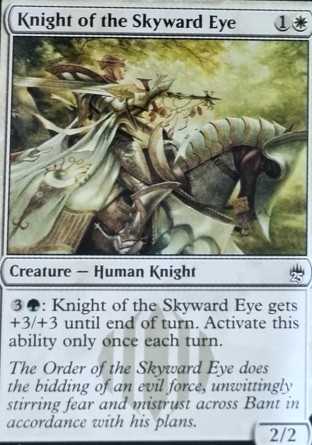 Knight of the Skyward Eye 1
Creature — Human Knight
25
3 : Knight of the Skyward Eye gets
+3/+3 until end of turn. Activate this
ability only once each turn.
The Order of the Skyward Eye does
the bidding of an evil force, unwittingly
stirring fear and mistrust across Bant in
accordance with his plans.
2/2